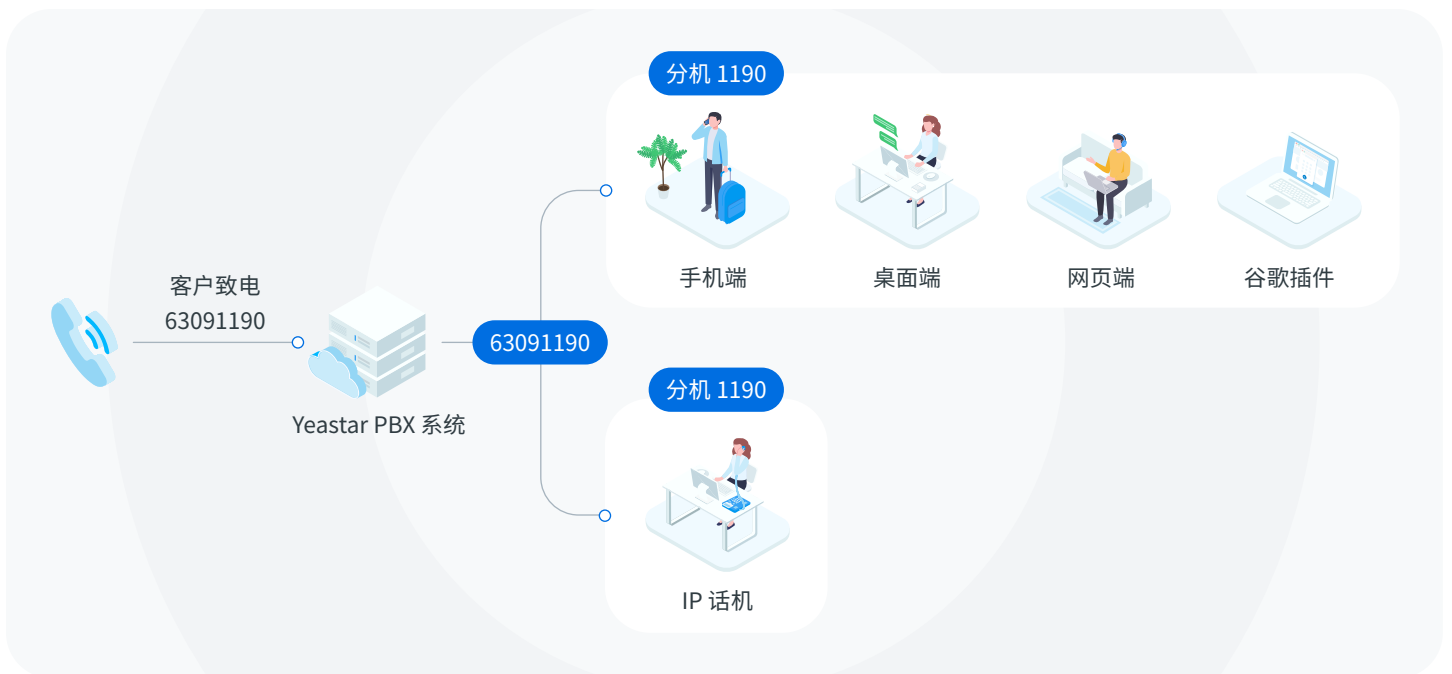 分机 1190
手机端
桌面端
网页端
谷歌插件
客户致电
63091190
Yeastar PBX 系统
63091190
分机 1190
IP 话机